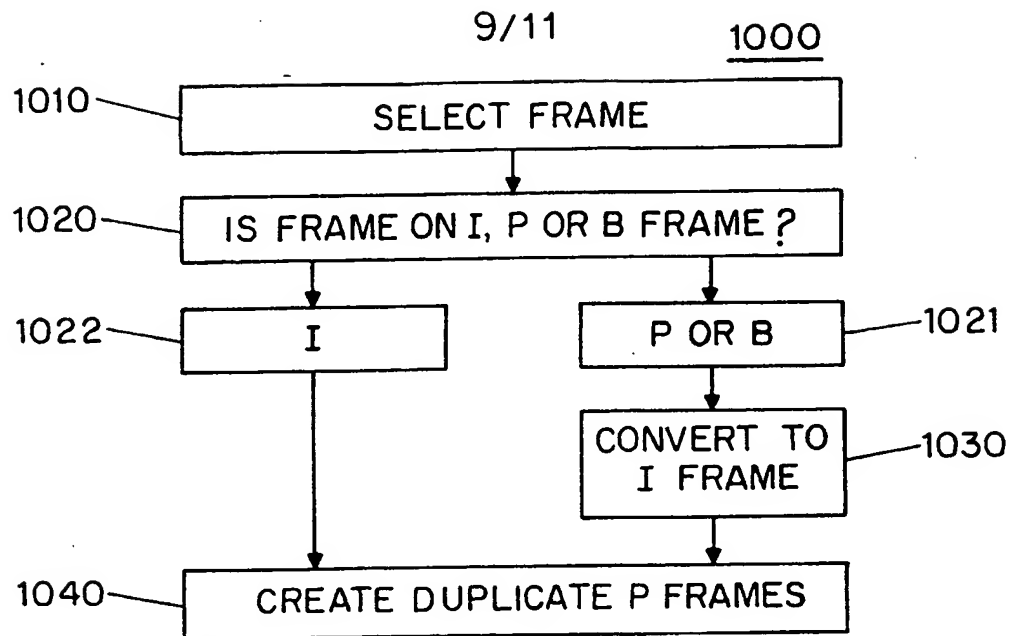 9/11
1000
1010
SELECT FRAME
1020
IS FRAME ON I, P OR B FRAME?
1022
I
P OR B
1021
CONVERT TO
I FRAME
1030
1040
CREATE DUPLICATE P FRAMES